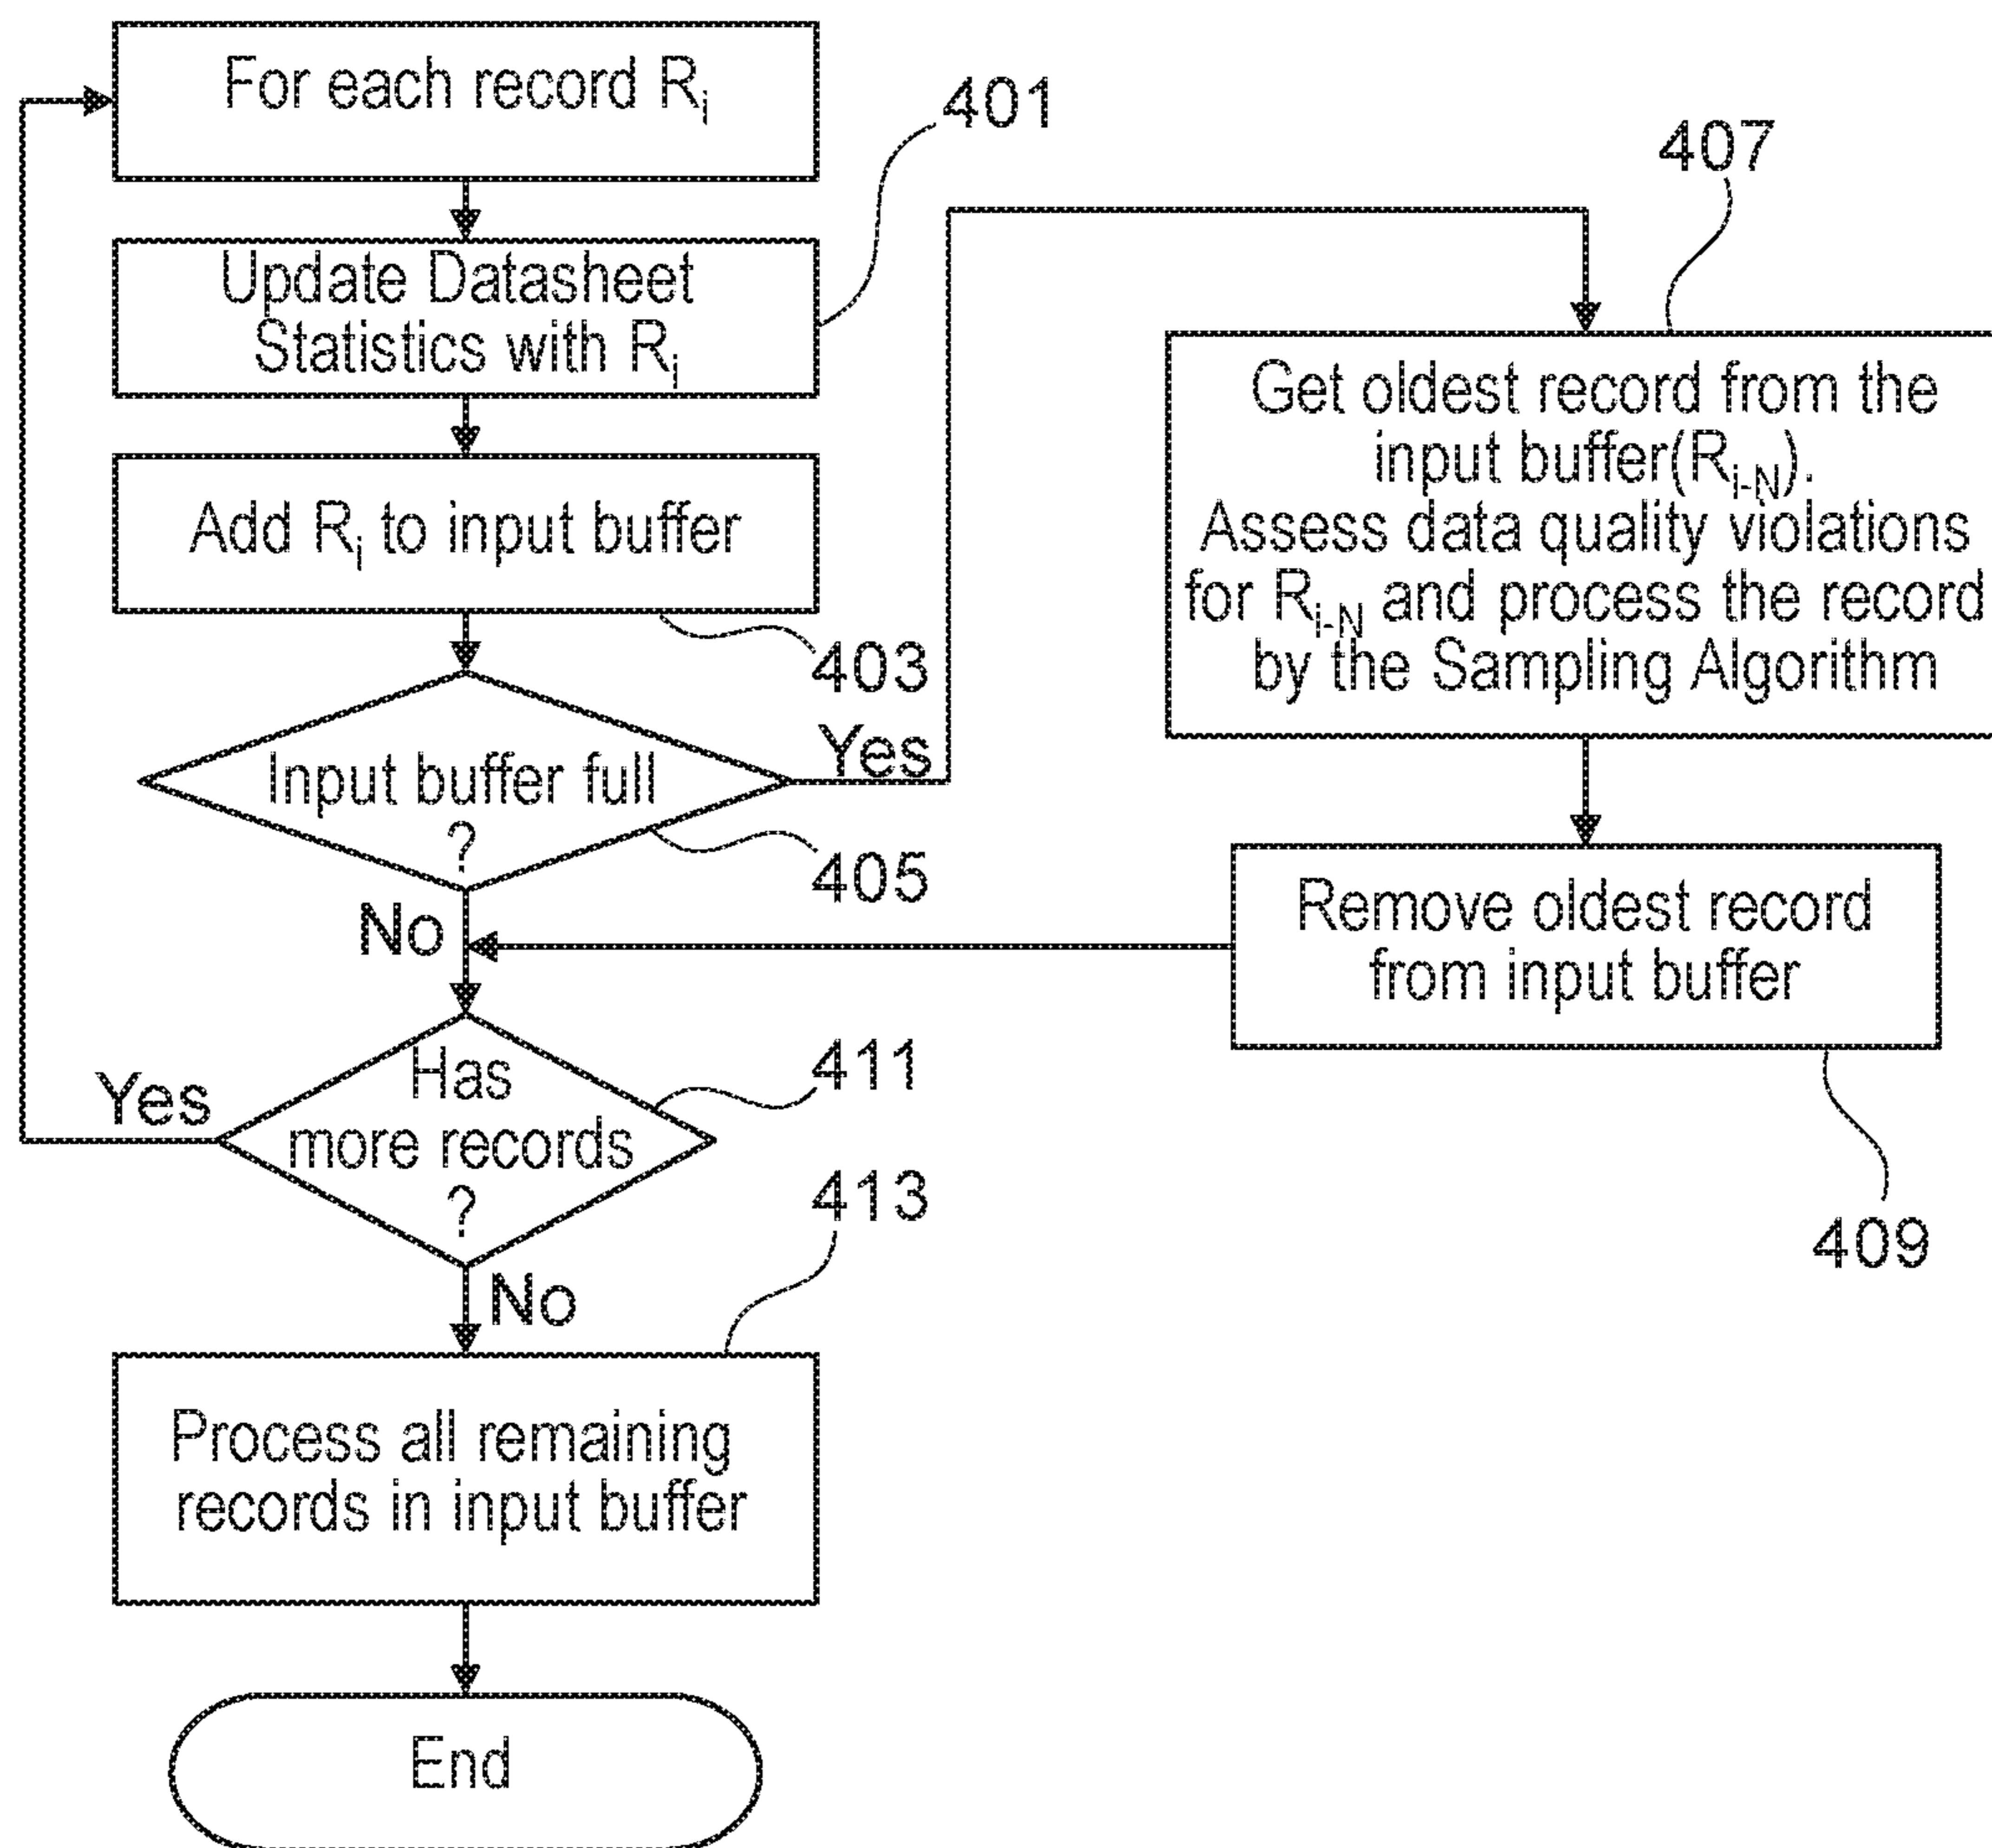 For each record Ri
401
Update Datasheet
Statistics with Ri
Add Ri to input buffer
403
Input buffer full
?
Yes
405
No
407
Get oldest record from the
input buffer(Ri-N).
Assess data quality violations
for Ri-N and process the record
by the Sampling Algorithm
Remove oldest record
from input buffer
409
Has
more records
?
411
Yes
No
413
Process all remaining
records in input buffer
End